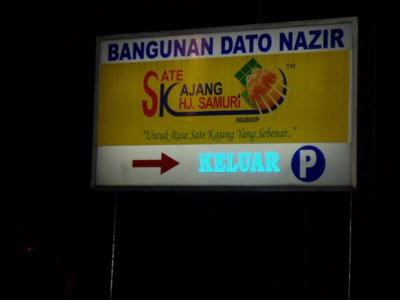 BANGUNAN DATO NAZIR
SATE
KAJANG
HJ. SAMURI
TM
502893P
"Untuk Rasa Sate Kajang Yang Sebenar.."
KELUAR P